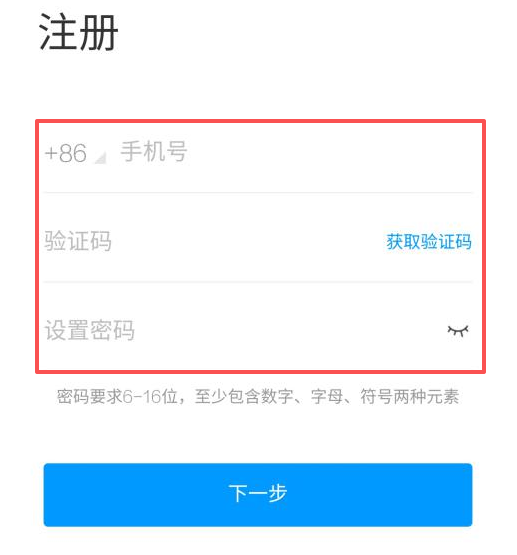 注册
+86 手机号
验证码 获取验证码
设置密码
密码要求6-16位，至少包含数字、字母、符号两种元素
下一步